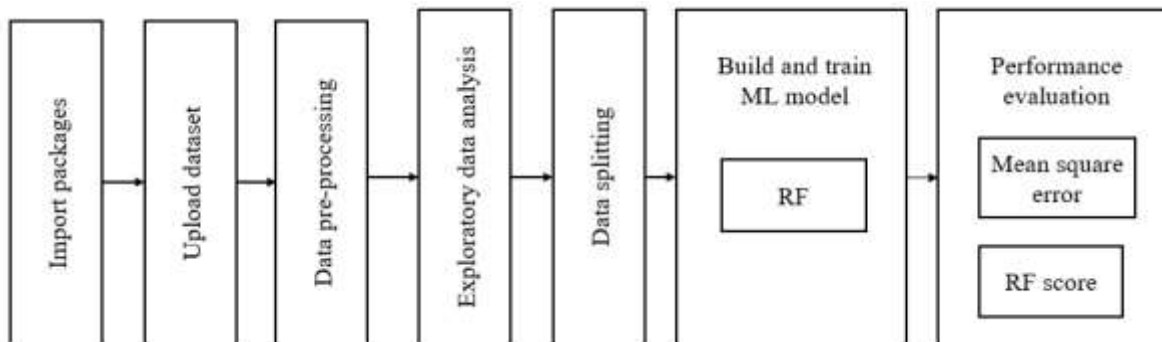 Import packages
Upload dataset
Data pre-processing
Exploratory data analysis
Data splitting
Build and train
ML model
RF
Performance
evaluation
Mean square
error
RF score